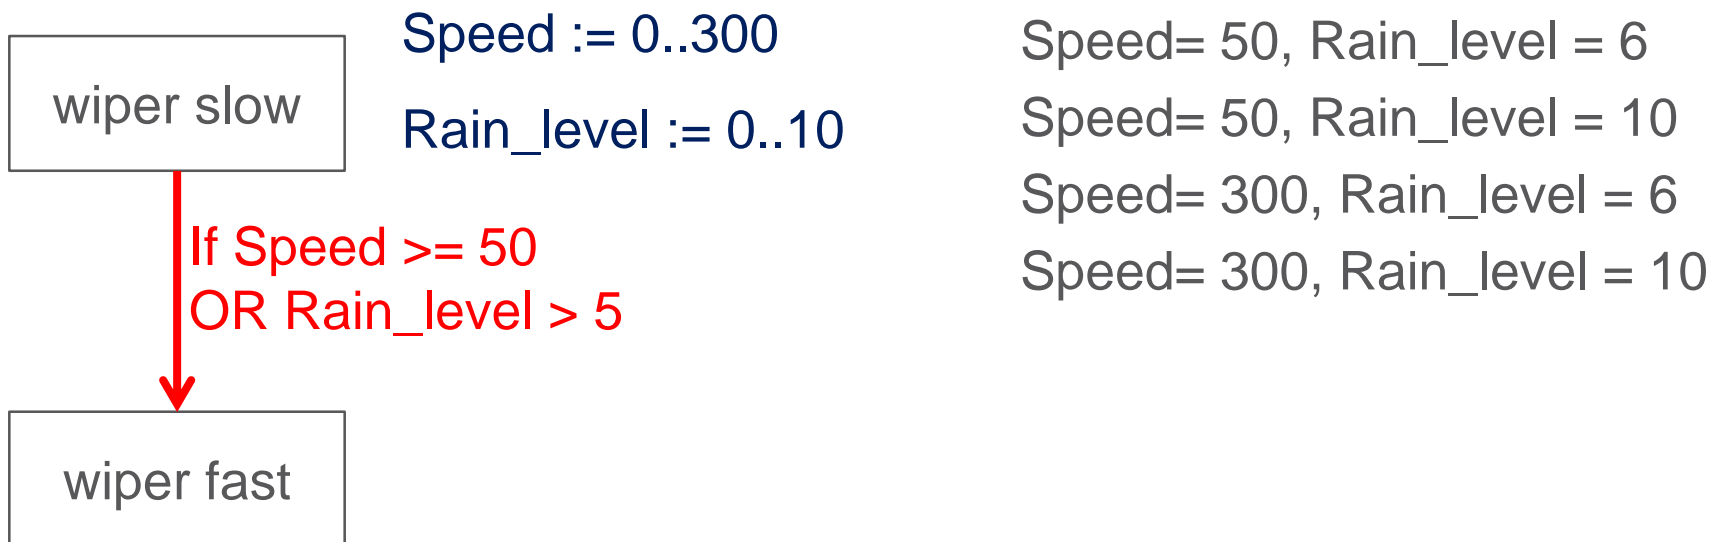 wiper slow
Speed := 0..300
Rain_level := 0..10
If Speed >= 50
OR Rain_level > 5
wiper fast
Speed= 50, Rain_level = 6
Speed= 50, Rain_level = 10
Speed= 300, Rain_level = 6
Speed= 300, Rain_level = 10